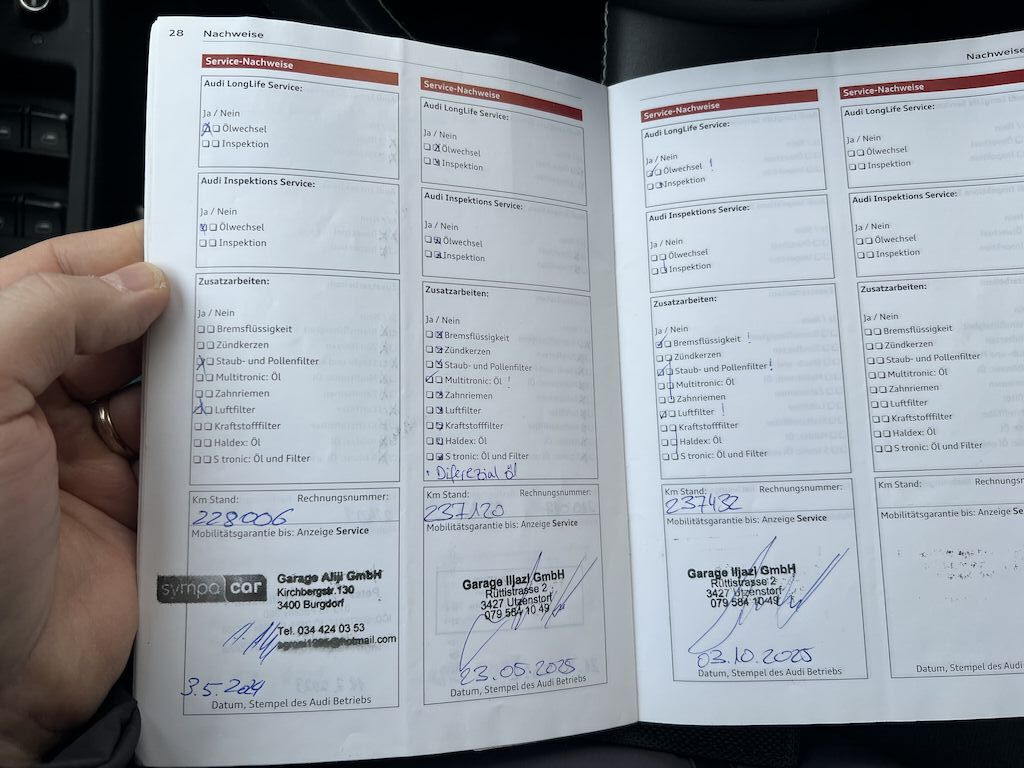 28 Nachweise
Service-Nachweise
Audi LongLife Service:
Ja / Nein
Ölwechsel
Inspektion
Audi Inspektions Service:
Ja / Nein
Ölwechsel
Inspektion
Zusatzarbeiten:
Ja / Nein
Bremsflüssigkeit
Zündkerzen
Staub- und Pollenfilter
Multitronic: Öl
Zahnriemen
Luftfilter
Kraftstofffilter
Haldex: Öl
S tronic: Öl und Filter
Km Stand: Rechnungsnummer:
228006
Mobilitätsgarantie bis: Anzeige Service
sympa car
Garage Aliji GmbH
Kirchbergstr.130
3400 Burgdorf
Tel. 034 424 03 53
3.5.2024
Datum, Stempel des Audi Betriebs
Service-Nachweise
Audi LongLife Service:
Ja / Nein
Ölwechsel
Inspektion
Audi Inspektions Service:
Ja / Nein
Ölwechsel
Inspektion
Zusatzarbeiten:
Ja / Nein
Bremsflüssigkeit
Zündkerzen
Staub- und Pollenfilter
Multitronic: Öl !
Zahnriemen
Luftfilter
Kraftstofffilter
Haldex: Öl
S tronic: Öl und Filter
Diferezial öl
Km Stand: Rechnungsnummer:
237120
Mobilitätsgarantie bis: Anzeige Service
Garage Iljazi GmbH
Rüttistrasse 2
3427 Utzenstorf
079 584 10 49
23.05.2025
Datum, Stempel des Audi Betriebs
Service-Nachweise
Audi LongLife Service:
Ja / Nein
Ölwechsel !
Inspektion
Audi Inspektions Service:
Ja / Nein
Ölwechsel
Inspektion
Zusatzarbeiten:
Ja / Nein
Bremsflüssigkeit !
Zündkerzen
Staub- und Pollenfilter !
Multitronic: Öl
Zahnriemen
Luftfilter !
Kraftstofffilter
Haldex: Öl
S tronic: Öl und Filter
Km Stand: Rechnungsnummer:
237432
Mobilitätsgarantie bis: Anzeige Service
Garage Iljazi GmbH
Rüttistrasse 2
3427 Utzenstorf
079 584 10 49
03.10.2025
Datum, Stempel des Audi Betriebs
Nachweise
Service-Nachweise
Audi LongLife Service:
Ja / Nein
Ölwechsel
Inspektion
Audi Inspektions Service:
Ja / Nein
Ölwechsel
Inspektion
Zusatzarbeiten:
Ja / Nein
Bremsflüssigkeit
Zündkerzen
Staub- und Pollenfilter
Multitronic: Öl
Zahnriemen
Luftfilter
Kraftstofffilter
Haldex: Öl
S tronic: Öl und Filter
Km Stand: Rechnungsnummer:
Mobilitätsgarantie bis: Anzeige Se
Datum, Stempel des Audi